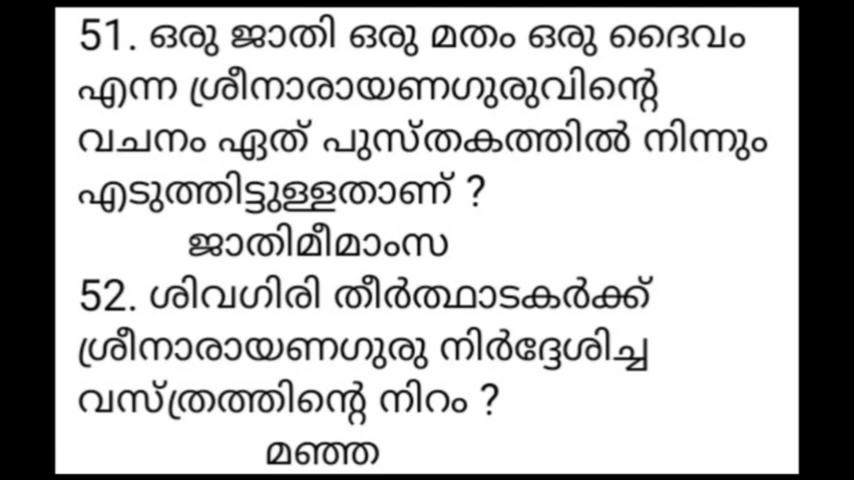 51. ഒരു ജാതി ഒരു മതം ഒരു ദൈവം
എന്ന ശ്രീനാരായണഗുരുവിന്റെ
വചനം ഏത് പുസ്തകത്തിൽ നിന്നും
എടുത്തിട്ടുള്ളതാണ് ?
ജാതിമീമാംസ
52. ശിവഗിരി തീർത്ഥാടകർക്ക്
ശ്രീനാരായണഗുരു നിർദ്ദേശിച്ച
വസ്ത്രത്തിന്റെ നിറം ?
മഞ്ഞ